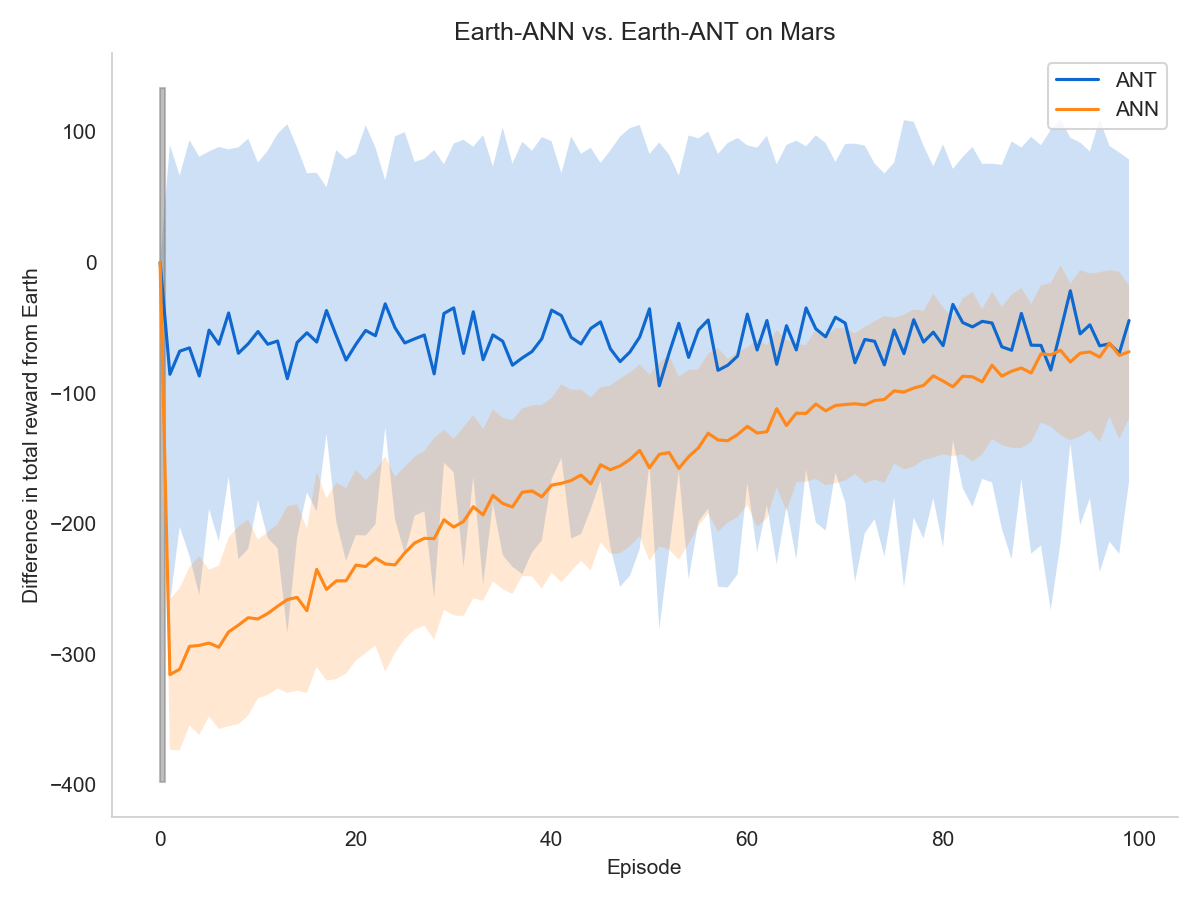 Earth-ANN vs. Earth-ANT on Mars
ANT
ANN
Difference in total reward from Earth
100
0
−100
−200
−300
−400
0
20
40
60
80
100
Episode